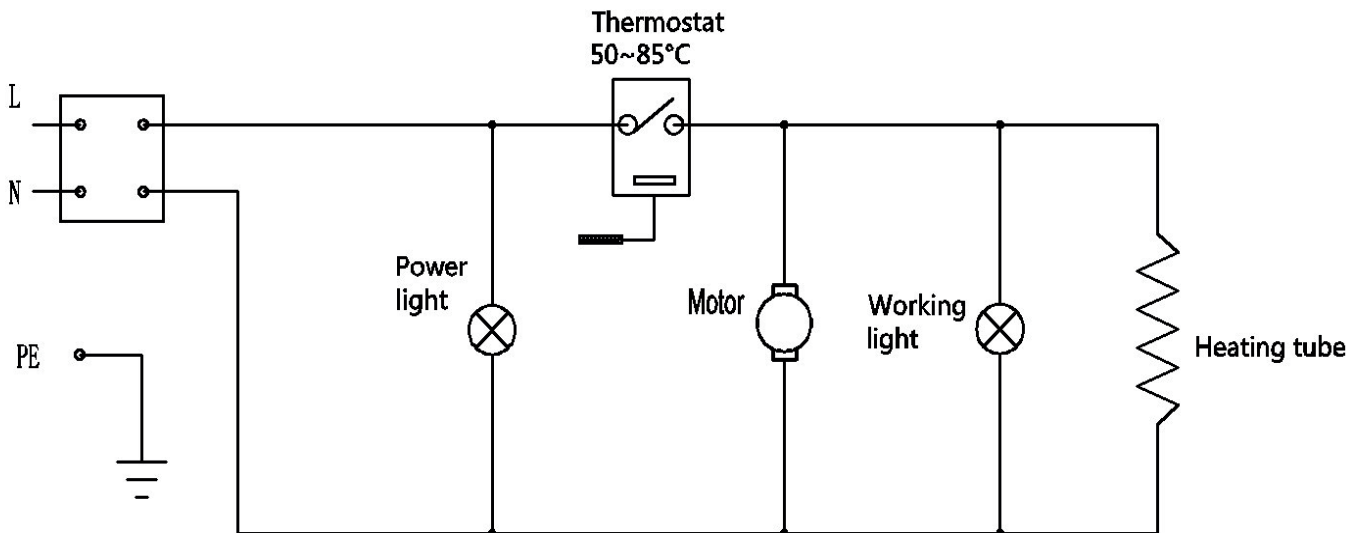 Thermostat
50~85°C
L
N
PE
Power
light
Motor
Working
light
Heating tube